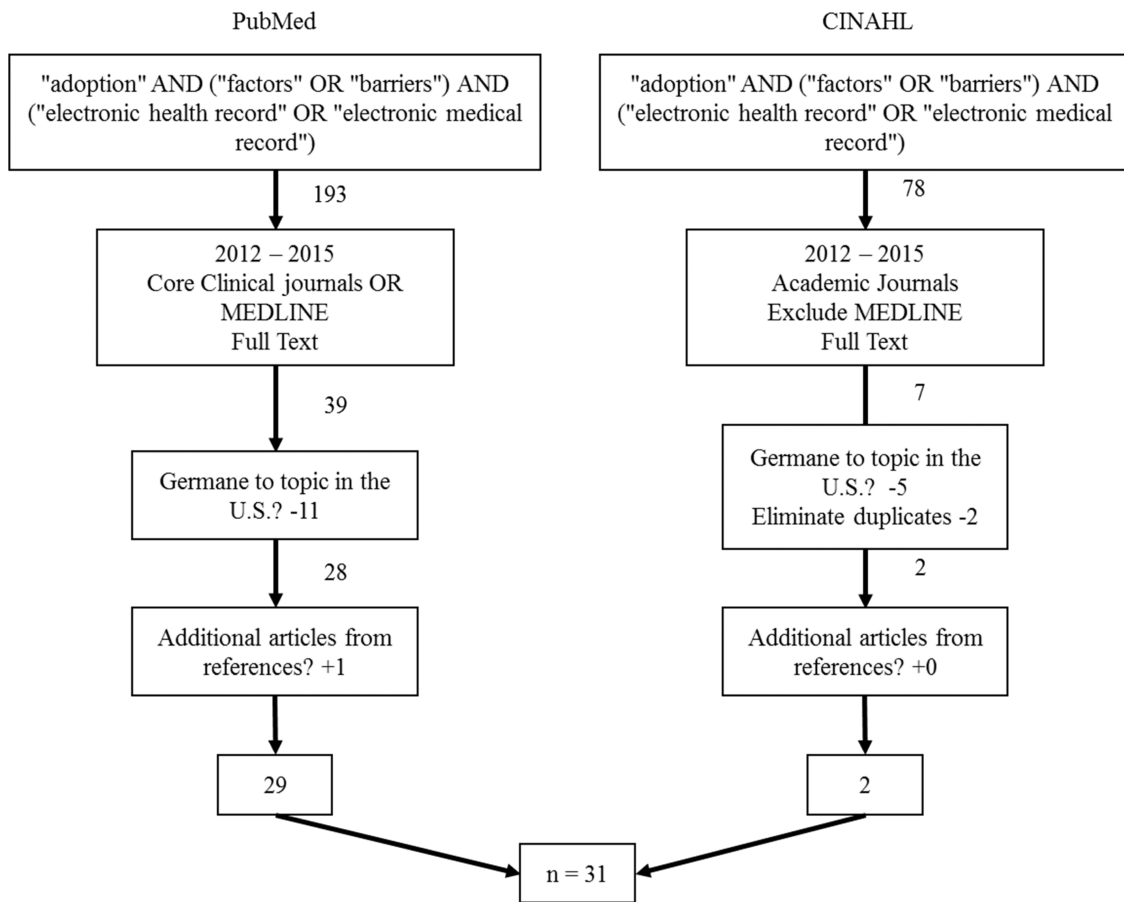 PubMed
"adoption" AND ("factors" OR "barriers") AND
("electronic health record" OR "electronic medical
record")
193
2012 – 2015
Core Clinical journals OR
MEDLINE
Full Text
39
Germane to topic in the
U.S.? -11
28
Additional articles from
references? +1
29
CINAHL
"adoption" AND ("factors" OR "barriers") AND
("electronic health record" OR "electronic medical
record")
78
2012 – 2015
Academic Journals
Exclude MEDLINE
Full Text
7
Germane to topic in the
U.S.? -5
Eliminate duplicates -2
2
Additional articles from
references? +0
2
n = 31